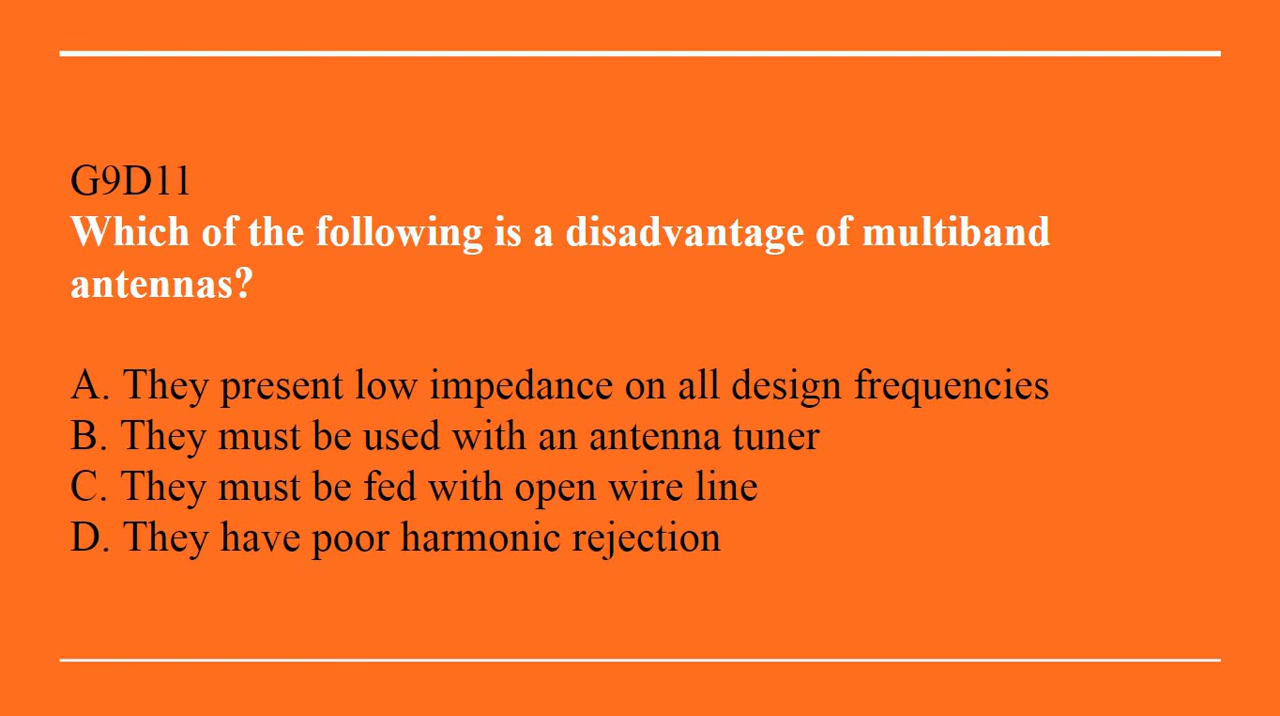 G9D11
Which of the following is a disadvantage of multiband
antennas?
A. They present low impedance on all design frequencies
B. They must be used with an antenna tuner
C. They must be fed with open wire line
D. They have poor harmonic rejection